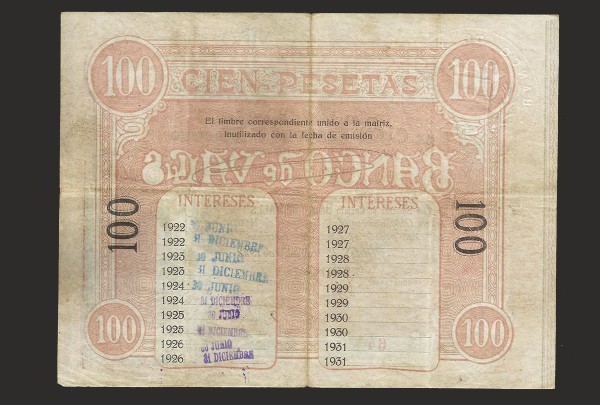 100 CIEN PESETAS 100
El timbre correspondiente unido a la matriz,
inutilizado con la fecha de emisión
BANCO DE VALLS
INTERESES
1922 JUNIO
1922 31 DICIEMBRE
1923 30 JUNIO
1923 31 DICIEMBRE
1924 30 JUNIO
1924 31 DICIEMBRE
1925 JUNIO
1925 31 DICIEMBRE
1926 30 JUNIO
1926 31 DICIEMBRE
INTERESES
1927
1927
1928
1928
1929
1929
1930
1930
1931
1931
100
100
100
100